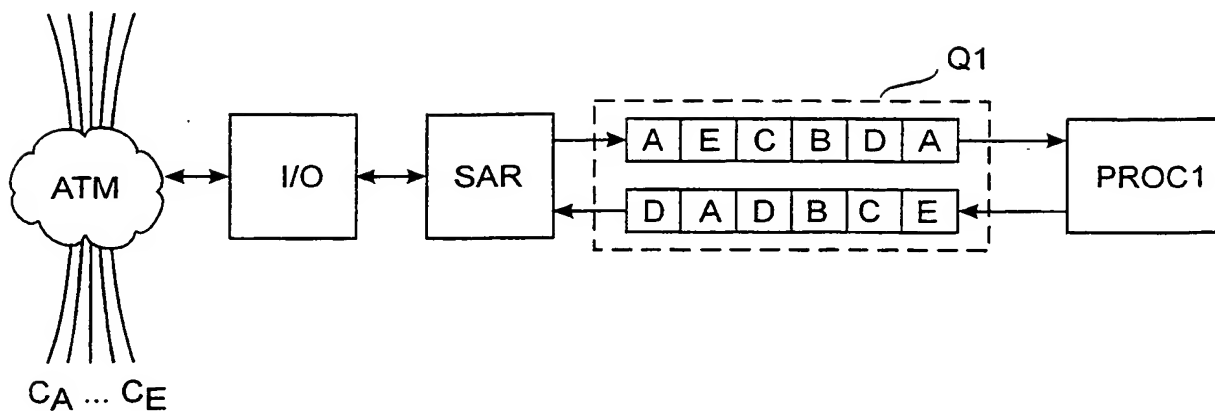 Q1
A E C B D A
ATM
I/O
SAR
PROC1
D A D B C E
CA ... CE